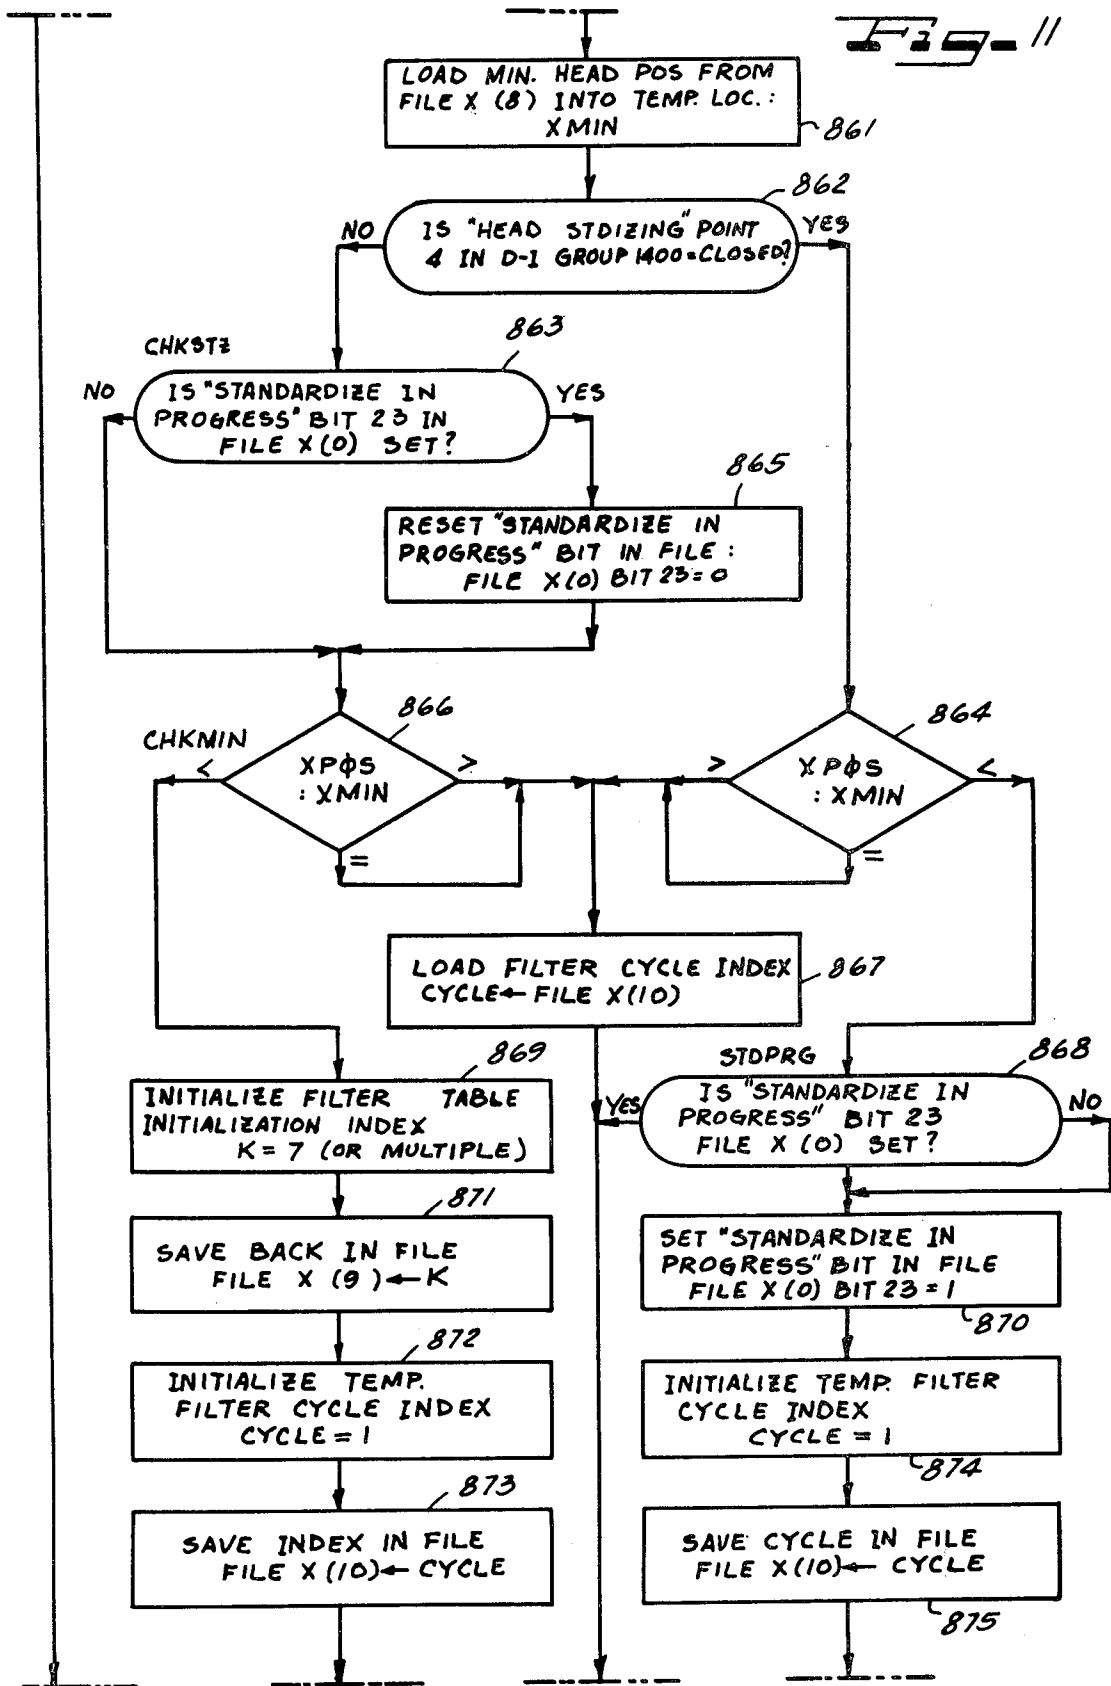 Fig-11
LOAD MIN. HEAD POS FROM
FILE X (8) INTO TEMP. LOC.:
XMIN
861
862
NO
IS "HEAD STDIZING" POINT
4 IN D-I GROUP 1400=CLOSED?
YES
863
CHKSTZ
NO
IS "STANDARDIZE IN
PROGRESS" BIT 23 IN
FILE X(0) SET?
YES
865
RESET "STANDARDIZE IN
PROGRESS" BIT IN FILE:
FILE X(0) BIT 23=0
866
CHKMIN
<
XPΦS
: XMIN
>
=
864
>
XPΦS
: XMIN
<
=
LOAD FILTER CYCLE INDEX
CYCLE← FILE X(10)
867
869
INITIALIZE FILTER TABLE
INITIALIZATION INDEX
K=7 (OR MULTIPLE)
STDPRG
868
YES
IS "STANDARDIZE IN
PROGRESS" BIT 23
FILE X (0) SET?
NO
871
SAVE BACK IN FILE
FILE X (9)←K
SET "STANDARDIZE IN
PROGRESS" BIT IN FILE
FILE X(0) BIT 23=1
870
872
INITIALIZE TEMP.
FILTER CYCLE INDEX
CYCLE=1
INITIALIZE TEMP. FILTER
CYCLE INDEX
CYCLE=1
874
873
SAVE INDEX IN FILE
FILE X(10)← CYCLE
SAVE CYCLE IN FILE
FILE X(10)← CYCLE
875